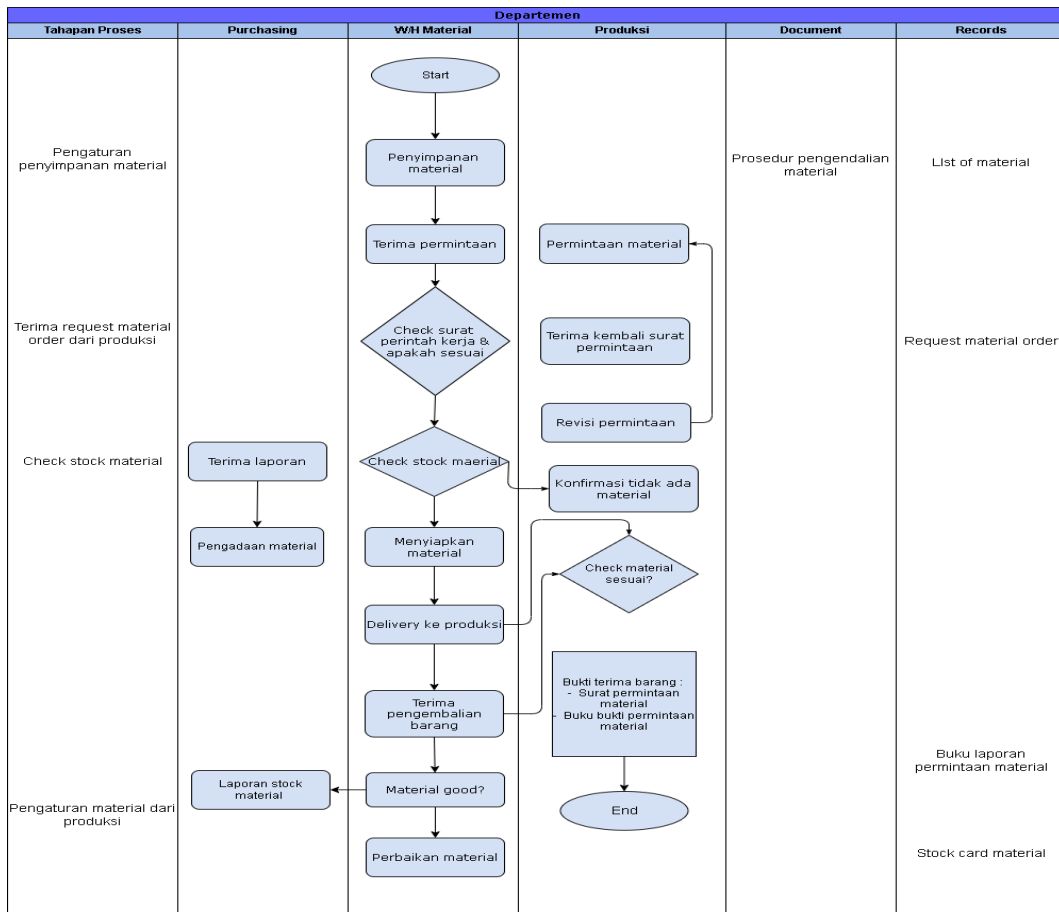 Departemen
Tahapan Proses
Purchasing
W/H Material
Produksi
Document
Records
Start
Pengaturan
penyimpanan material
Penyimpanan
material
Prosedur pengendalian
material
LIst of material
Terima permintaan
Permintaan material
Terima request material
order dari produksi
Check surat
perintah kerja &
apakah sesuai
Terima kembali surat
permintaan
Request material order
Revisi permintaan
Check stock material
Terima laporan
Check stock maerial
Konfirmasi tidak ada
material
Pengadaan material
Menyiapkan
material
Check material
sesuai?
Delivery ke produksi
Terima
pengembalian
barang
Bukti terima barang :
- Surat permintaan
material
- Buku bukti permintaan
material
Buku laporan
permintaan material
Laporan stock
material
Material good?
Pengaturan material dari
produksi
End
Perbaikan material
Stock card material